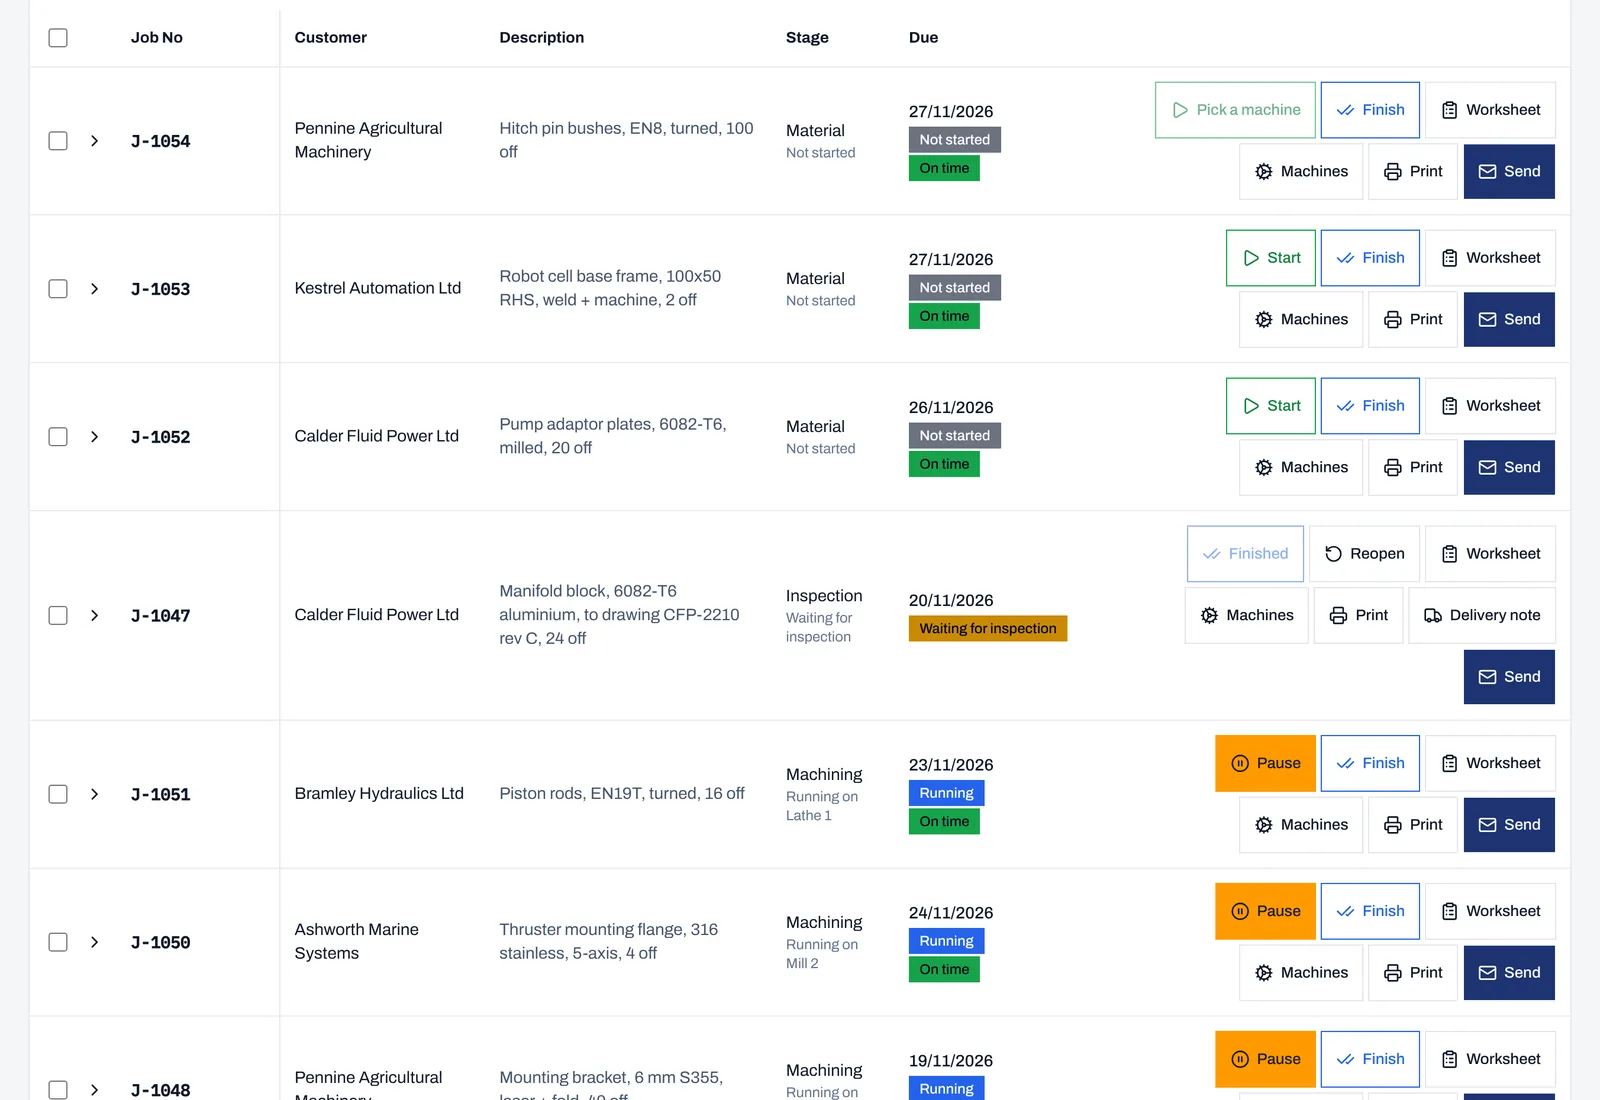 Job No
Customer
Description
Stage
Due
J-1054
Pennine Agricultural
Machinery
Hitch pin bushes, EN8, turned, 100
off
Material
Not started
27/11/2026
Not started
On time
Pick a machine
Finish
Worksheet
Machines
Print
Send
J-1053
Kestrel Automation Ltd
Robot cell base frame, 100x50
RHS, weld + machine, 2 off
Material
Not started
27/11/2026
Not started
On time
Start
Finish
Worksheet
Machines
Print
Send
J-1052
Calder Fluid Power Ltd
Pump adaptor plates, 6082-T6,
milled, 20 off
Material
Not started
26/11/2026
Not started
On time
Start
Finish
Worksheet
Machines
Print
Send
J-1047
Calder Fluid Power Ltd
Manifold block, 6082-T6
aluminium, to drawing CFP-2210
rev C, 24 off
Inspection
Waiting for
inspection
20/11/2026
Waiting for inspection
Finished
Reopen
Worksheet
Machines
Print
Delivery note
Send
J-1051
Bramley Hydraulics Ltd
Piston rods, EN19T, turned, 16 off
Machining
Running on
Lathe 1
23/11/2026
Running
On time
Pause
Finish
Worksheet
Machines
Print
Send
J-1050
Ashworth Marine
Systems
Thruster mounting flange, 316
stainless, 5-axis, 4 off
Machining
Running on
Mill 2
24/11/2026
Running
On time
Pause
Finish
Worksheet
Machines
Print
Send
J-1048
Pennine Agricultural
Mounting bracket, 6 mm S355,
Machining
Running on
19/11/2026
Running
Pause
Finish
Worksheet